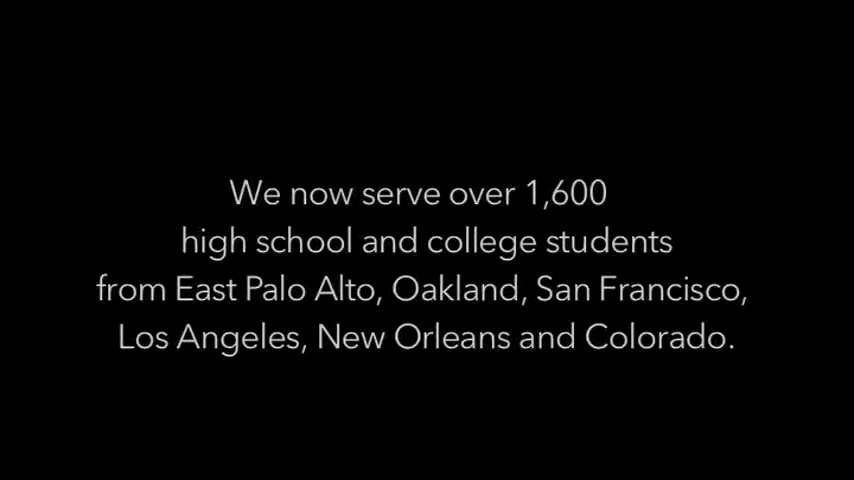 We now serve over 1,600
high school and college students
from East Palo Alto, Oakland, San Francisco,
Los Angeles, New Orleans and Colorado.